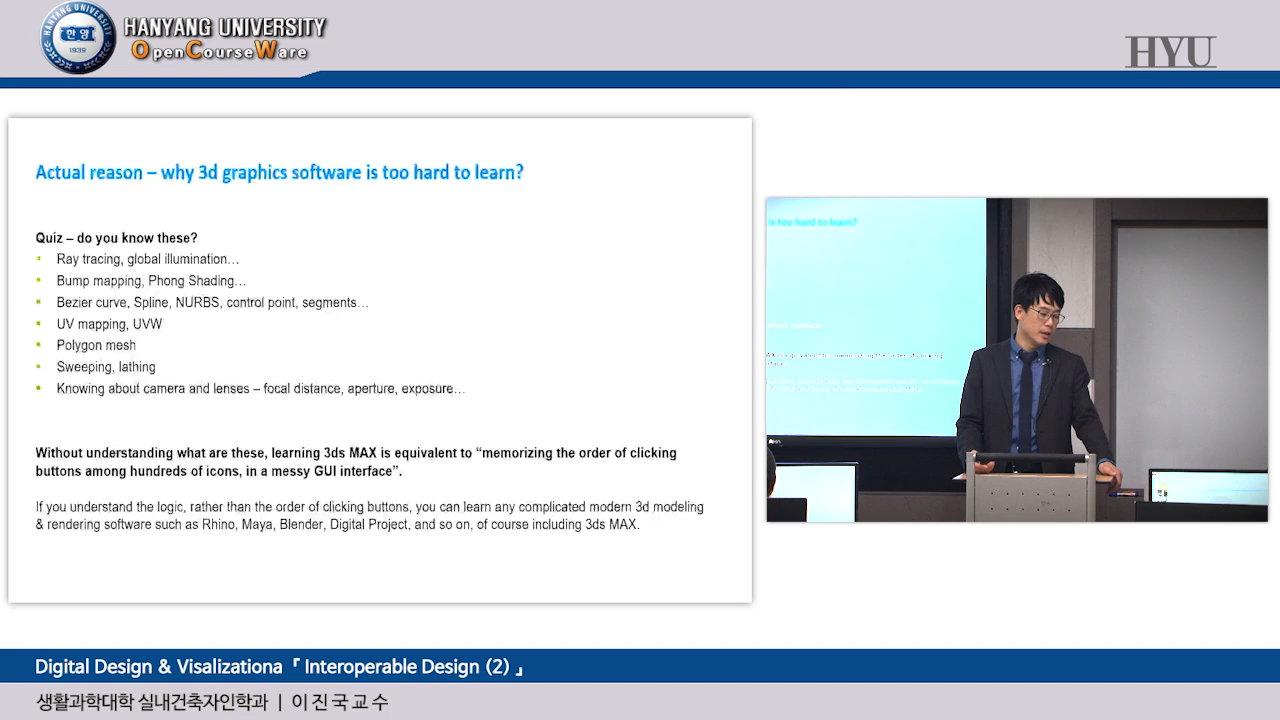 HANYANG UNIVERSITY
OpenCourseWare
한양
1939
HYU
Actual reason – why 3d graphics software is too hard to learn?
Quiz – do you know these?
Ray tracing, global illumination…
Bump mapping, Phong Shading…
Bezier curve, Spline, NURBS, control point, segments…
UV mapping, UVW
Polygon mesh
Sweeping, lathing
Knowing about camera and lenses – focal distance, aperture, exposure…
Without understanding what are these, learning 3ds MAX is equivalent to “memorizing the order of clicking
buttons among hundreds of icons, in a messy GUI interface”.
If you understand the logic, rather than the order of clicking buttons, you can learn any complicated modern 3d modeling
& rendering software such as Rhino, Maya, Blender, Digital Project, and so on, of course including 3ds MAX.
is too hard to learn?
Digital Design & Visalizationa「Interoperable Design (2)」
생활과학대학 실내건축자인학과 | 이 진 국 교 수